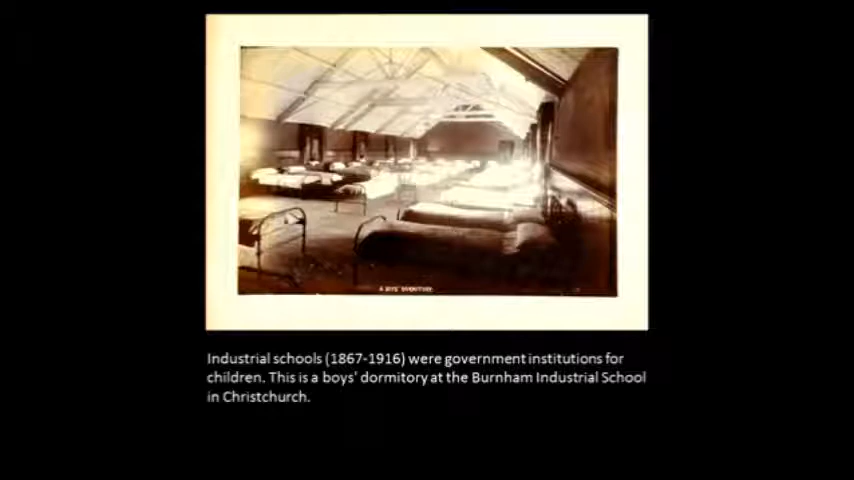 A BOYS' DORMITORY.
Industrial schools (1867-1916) were government institutions for
children. This is a boys' dormitory at the Burnham Industrial School
in Christchurch.